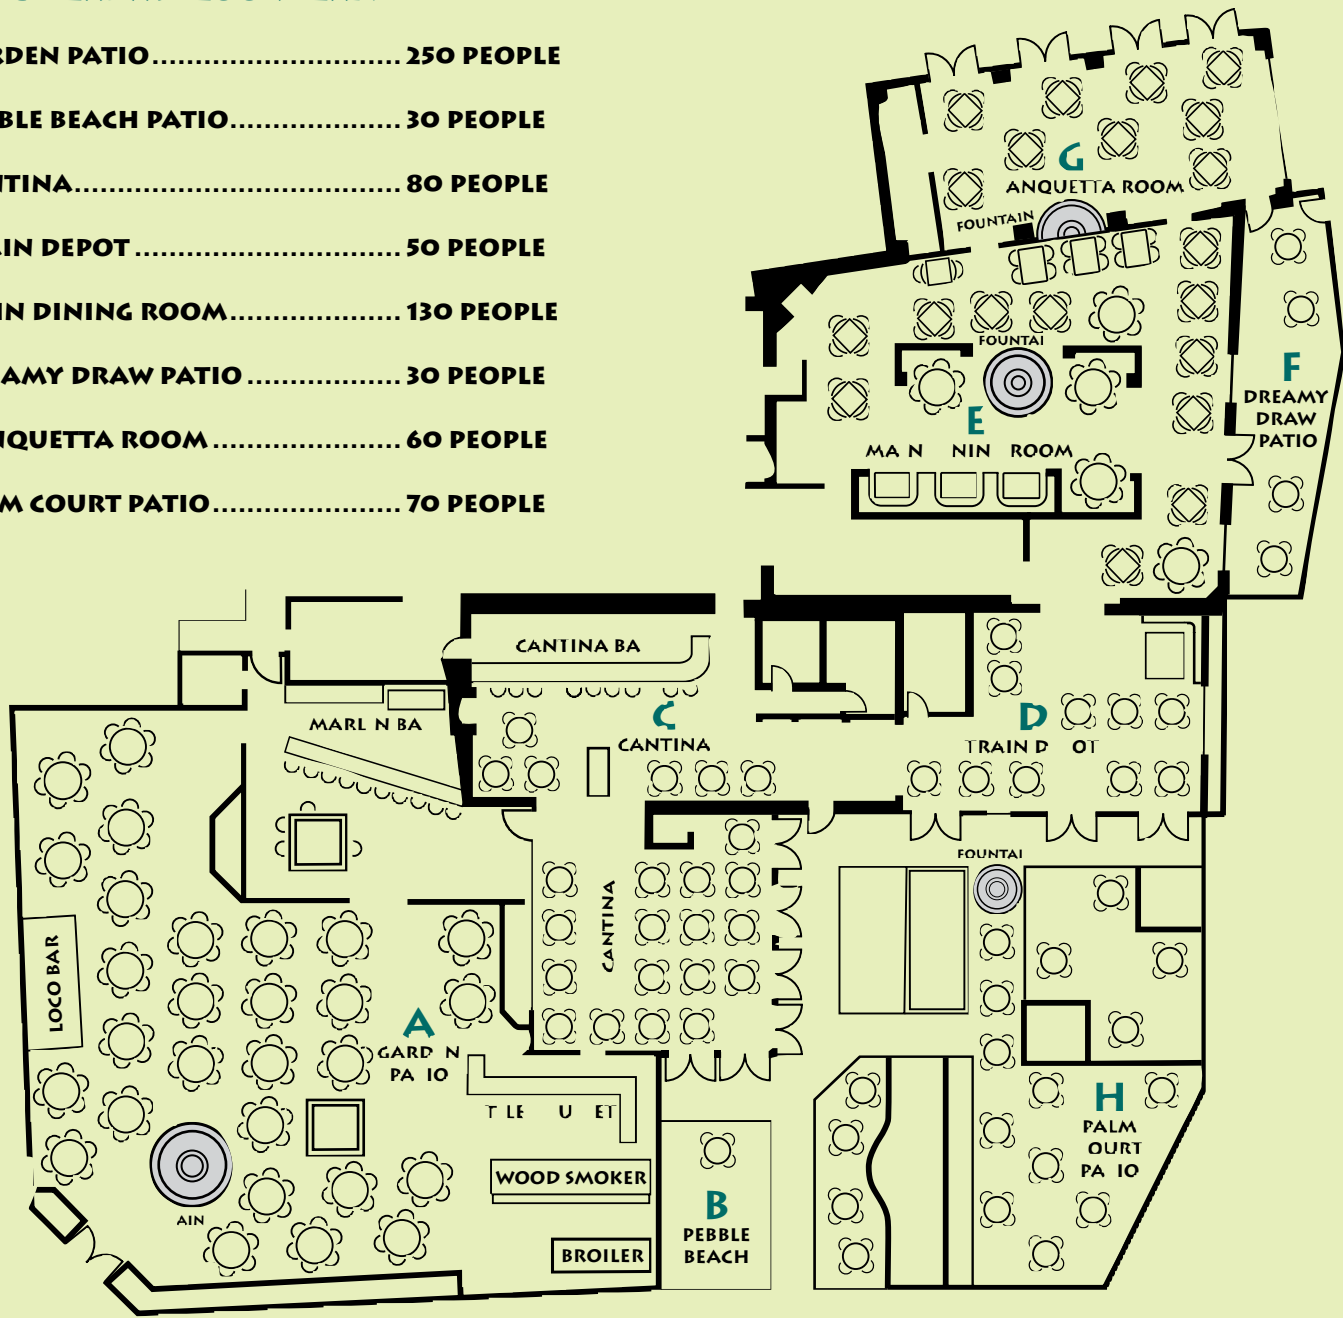 RDEN PATIO............................ 250 PEOPLE
BLE BEACH PATIO................... 30 PEOPLE
NTINA..................................... 80 PEOPLE
IN DEPOT.............................. 50 PEOPLE
IN DINING ROOM................... 130 PEOPLE
AMY DRAW PATIO................. 30 PEOPLE
NQUETTA ROOM..................... 60 PEOPLE
M COURT PATIO..................... 70 PEOPLE
G
ANQUETTA ROOM
FOUNTAIN
FOUNTAI
F
DREAMY
DRAW
PATIO
E
MA N NIN ROOM
CANTINA BA
MARL N BA
C
CANTINA
D
TRAIN D OT
FOUNTAI
CANTINA
LOCO BAR
A
GARD N
PA IO
T LE U ET
WOOD SMOKER
BROILER
AIN
B
PEBBLE
BEACH
H
PALM
OURT
PA IO